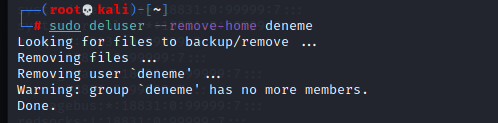 ┌──(root💀kali)-[~]
└─# sudo deluser --remove-home deneme
Looking for files to backup/remove ...
Removing files ...
Removing user `deneme' ...
Warning: group `deneme' has no more members.
Done.